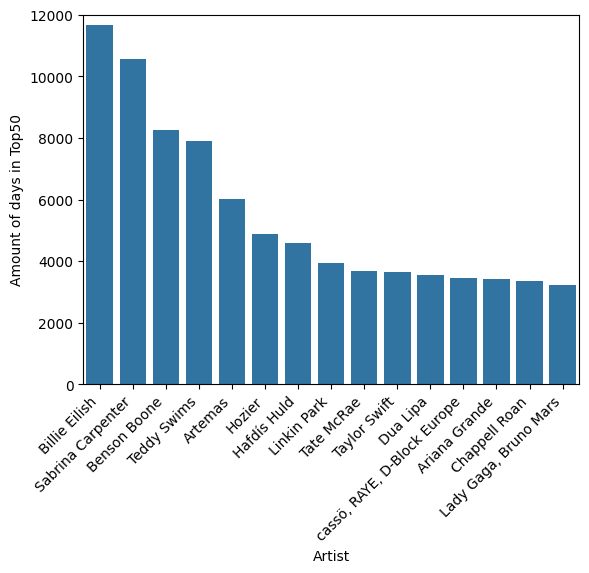 12000
10000
8000
6000
4000
2000
0
Amount of days in Top50
Billie Eilish
Sabrina Carpenter
Benson Boone
Teddy Swims
Artemas
Hozier
Hafdís Huld
Linkin Park
Tate McRae
Taylor Swift
Dua Lipa
cassö, RAYE, D-Block Europe
Ariana Grande
Chappell Roan
Lady Gaga, Bruno Mars
Artist